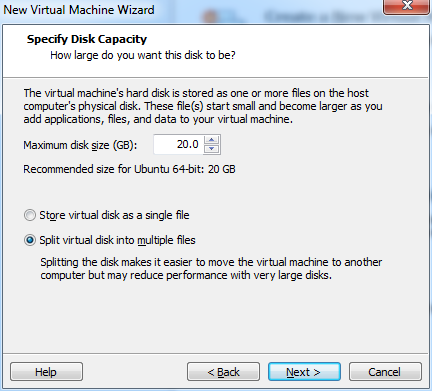 New Virtual Machine Wizard
Specify Disk Capacity
How large do you want this disk to be?
The virtual machine's hard disk is stored as one or more files on the host
computer's physical disk. These file(s) start small and become larger as you
add applications, files, and data to your virtual machine.
Maximum disk size (GB): 20.0
Recommended size for Ubuntu 64-bit: 20 GB
Store virtual disk as a single file
Split virtual disk into multiple files
Splitting the disk makes it easier to move the virtual machine to another
computer but may reduce performance with very large disks.
Help < Back Next > Cancel